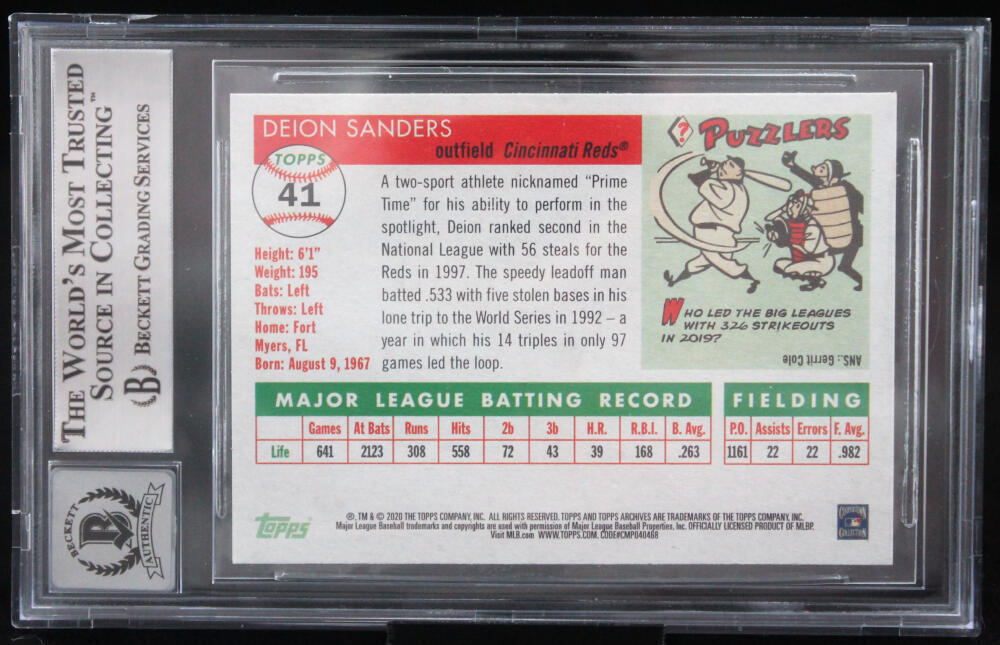 THE WORLD'S MOST TRUSTED
SOURCE IN COLLECTING™
BECKETT GRADING SERVICES
B
BECKETT
B
AUTHENTIC
DEION SANDERS
outfield Cincinnati Reds®
TOPPS
41
Height: 6'1"
Weight: 195
Bats: Left
Throws: Left
Home: Fort
Myers, FL
Born: August 9, 1967
A two-sport athlete nicknamed "Prime
Time" for his ability to perform in the
spotlight, Deion ranked second in the
National League with 56 steals for the
Reds in 1997. The speedy leadoff man
batted .533 with five stolen bases in his
lone trip to the World Series in 1992 – a
year in which his 14 triples in only 97
games led the loop.
? PUZZLERS
WHO LED THE BIG LEAGUES
WITH 326 STRIKEOUTS
IN 2019?
ANS.: Gerrit Cole
MAJOR LEAGUE BATTING RECORD
Games At Bats Runs Hits 2b 3b H.R. R.B.I. B. Avg.
Life 641 2123 308 558 72 43 39 168 .263
FIELDING
P.O. Assists Errors F. Avg.
1161 22 22 .982
topps
®, TM & © 2020 THE TOPPS COMPANY, INC. ALL RIGHTS RESERVED. TOPPS AND TOPPS ARCHIVES ARE TRADEMARKS OF THE TOPPS COMPANY, INC.
Major League Baseball trademarks and copyrights are used with permission of Major League Baseball Properties, Inc. OFFICIALLY LICENSED PRODUCT OF MLBP.
Visit MLB.com WWW.TOPPS.COM. CODE#CMP040468
COOPERSTOWN
COLLECTION